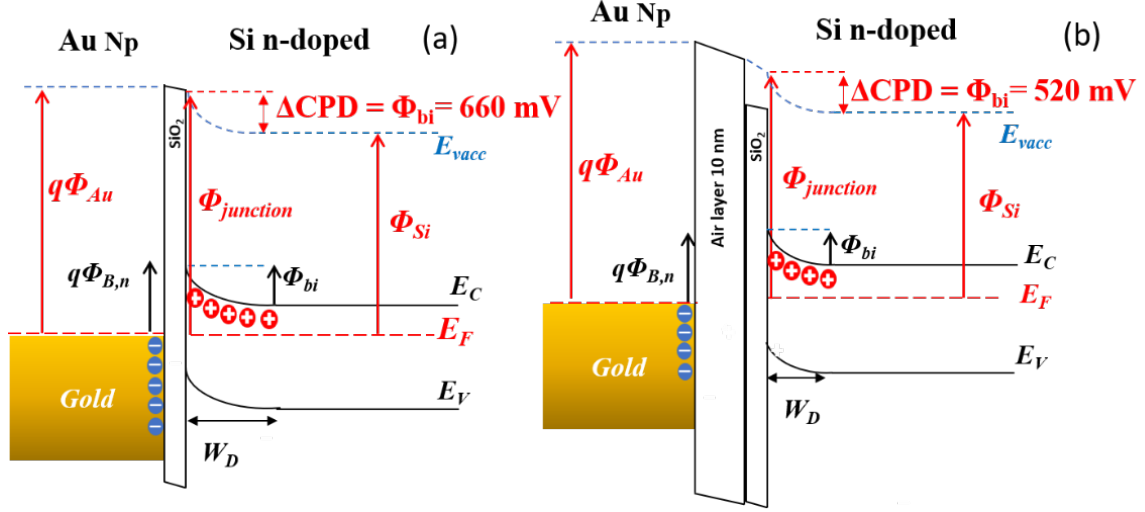 Au Np Si n-doped (a)
ΔCPD = Φbi= 660 mV
SiO2
Evacc
qΦAu
Φjunction
ΦSi
qΦB,n
Φbi
EC
+ + + + +
EF
− − − − −
Gold
EV
WD
Au Np Si n-doped (b)
ΔCPD = Φbi= 520 mV
SiO2
Evacc
qΦAu
Air layer 10 nm
Φjunction
ΦSi
qΦB,n
Φbi
EC
+ + + +
EF
− − − −
EV
Gold
WD